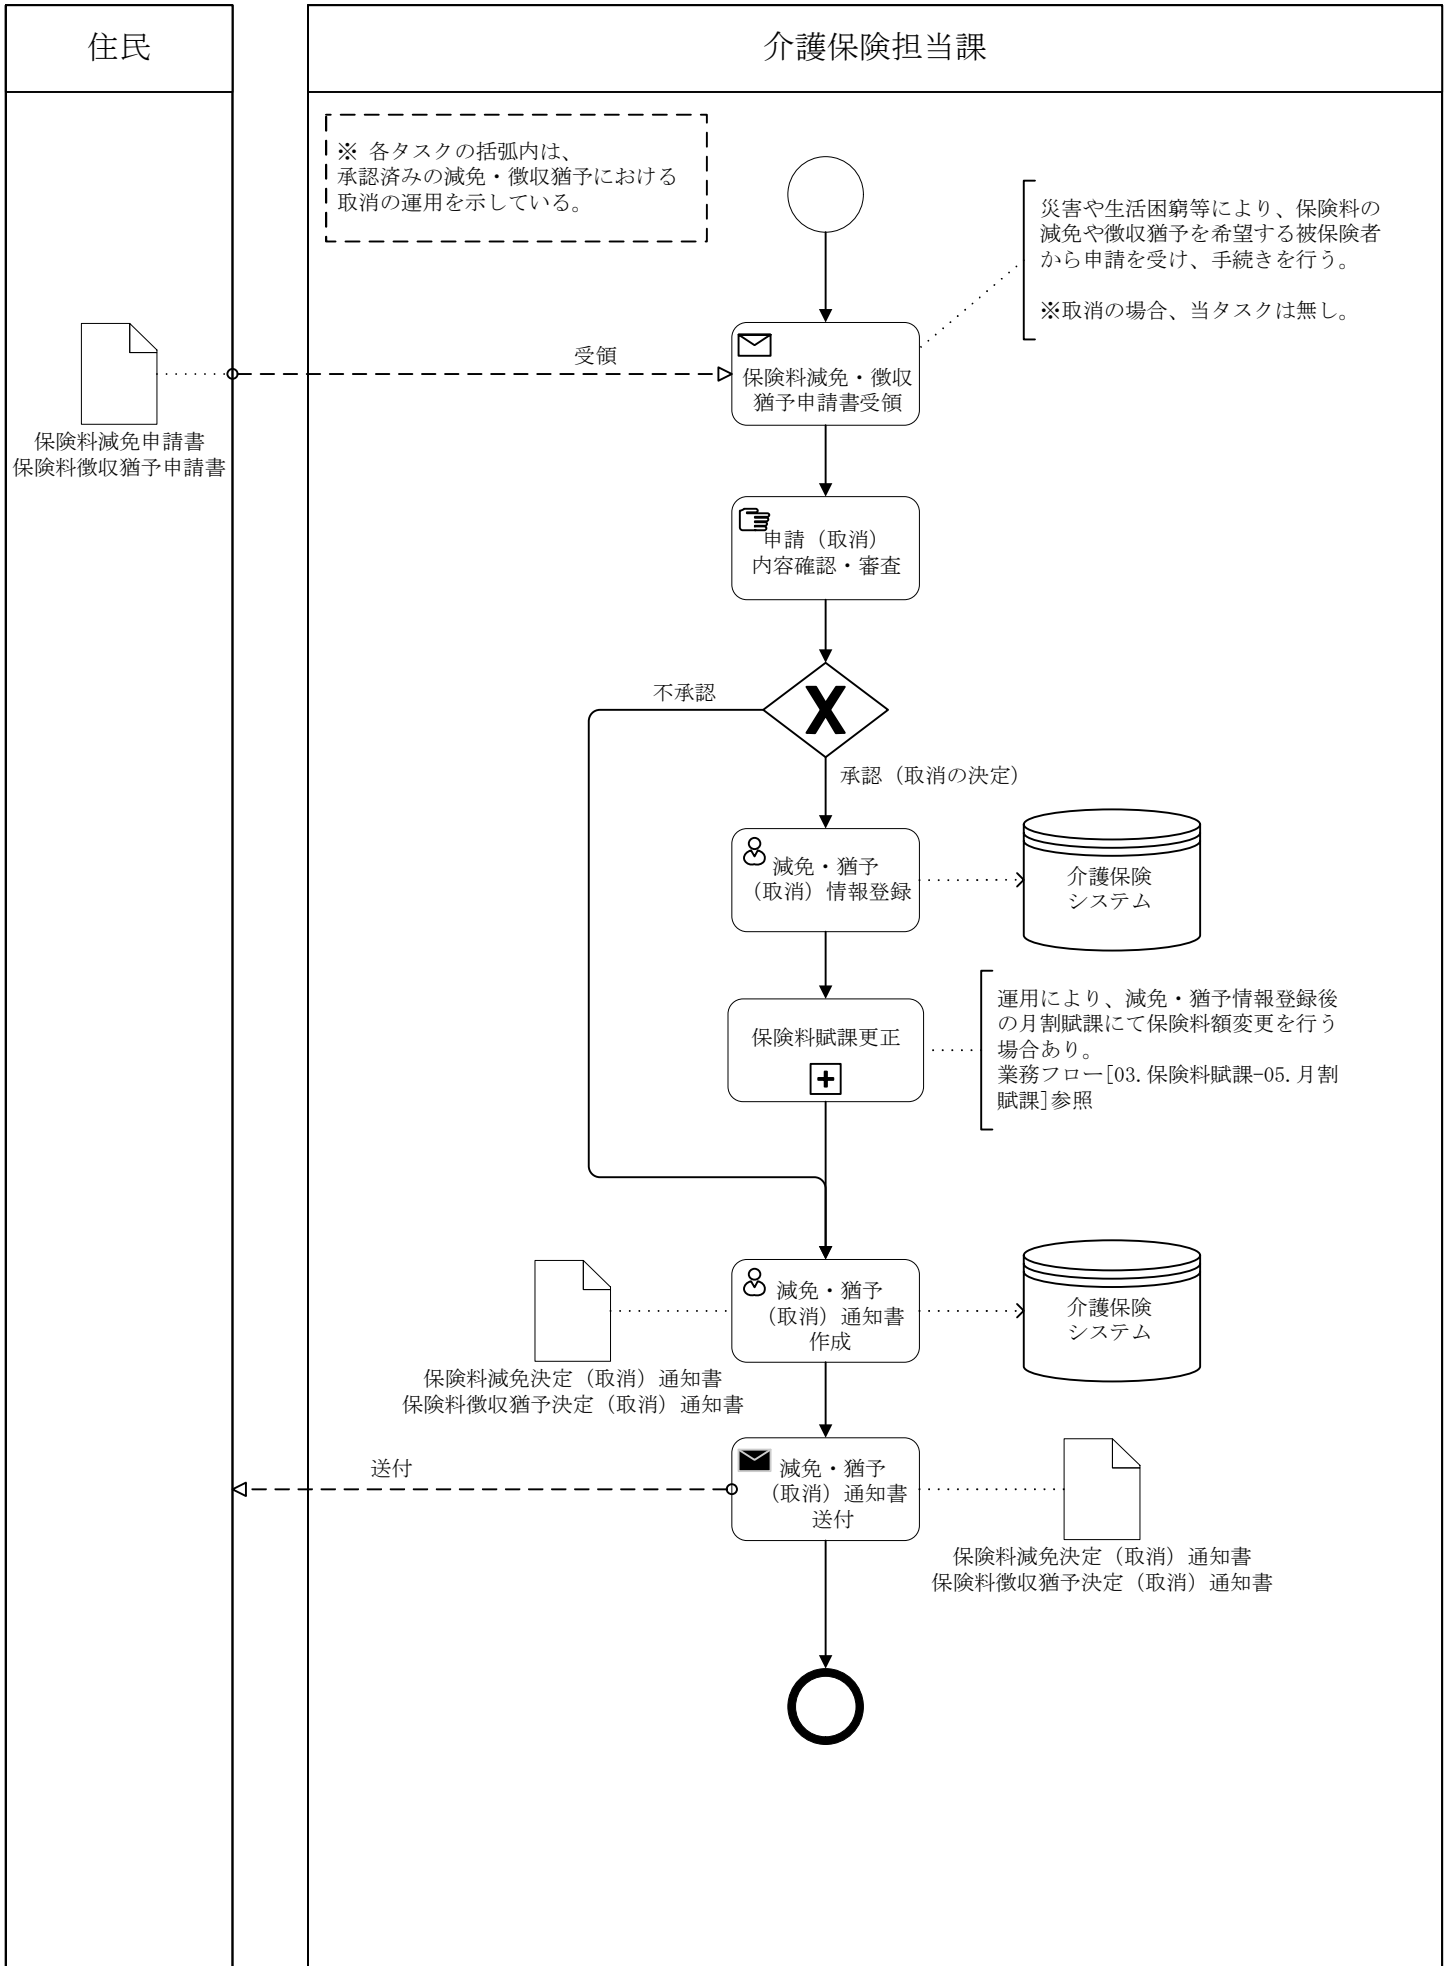 住民
介護保険担当課
※ 各タスクの括弧内は、
承認済みの減免・徴収猶予における
取消の運用を示している。
災害や生活困窮等により、保険料の
減免や徴収猶予を希望する被保険者
から申請を受け、手続きを行う。
※取消の場合、当タスクは無し。
受領
保険料減免・徴収
猶予申請書受領
保険料減免申請書
保険料徴収猶予申請書
申請（取消）
内容確認・審査
不承認
承認（取消の決定）
減免・猶予
（取消）情報登録
介護保険
システム
保険料賦課更正
運用により、減免・猶予情報登録後
の月割賦課にて保険料額変更を行う
場合あり。
業務フロー[03.保険料賦課-05.月割
賦課]参照
減免・猶予
（取消）通知書
作成
介護保険
システム
保険料減免決定（取消）通知書
保険料徴収猶予決定（取消）通知書
送付
減免・猶予
（取消）通知書
送付
保険料減免決定（取消）通知書
保険料徴収猶予決定（取消）通知書